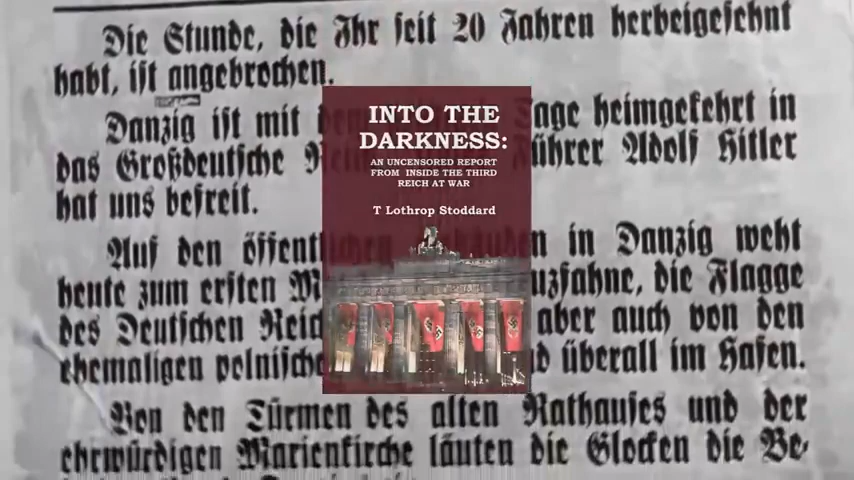 Die Stunde, die Ihr seit 20 Jahren herbeigesehnt
habt, ist angebrochen.
Danzig ist mit heimgekehrt in
das Großdeutsche Adolf Hitler
hat uns befreit.
Auf den in Danzig weht
heute zum ersten die Flagge
des Deutschen aber auch von den
ehemaligen überall im Hafen.
Von den Türmen des alten Rathauses und der
ehrwürdigen Marienkirche läuten die Glocken die Be-
INTO THE
DARKNESS:
AN UNCENSORED REPORT
FROM INSIDE THE THIRD
REICH AT WAR
T Lothrop Stoddard